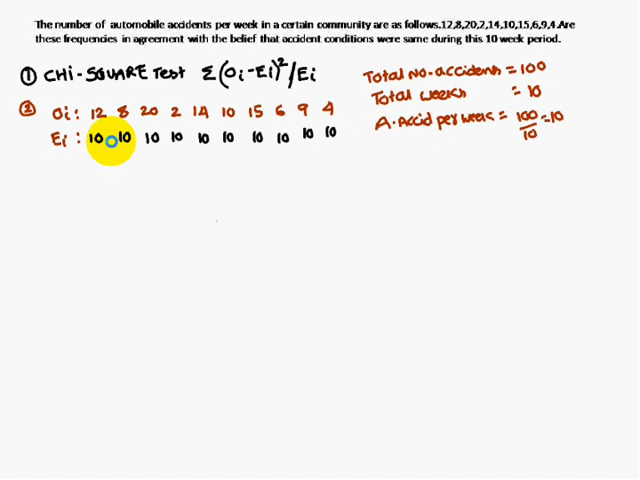 The number of automobile accidents per week in a certain community are as follows.12,8,20,2,14,10,15,6,9,4.Are
these frequencies in agreement with the belief that accident conditions were same during this 10 week period.
① CHi-SQUARE Test Σ(Oi-Ei)²/Ei
Total No.accidents = 100
Total weeks = 10
② Oi: 12 8 20 2 14 10 15 6 9 4
A.Accid per week = 100/10 = 10
Ei: 10 10 10 10 10 10 10 10 10 10